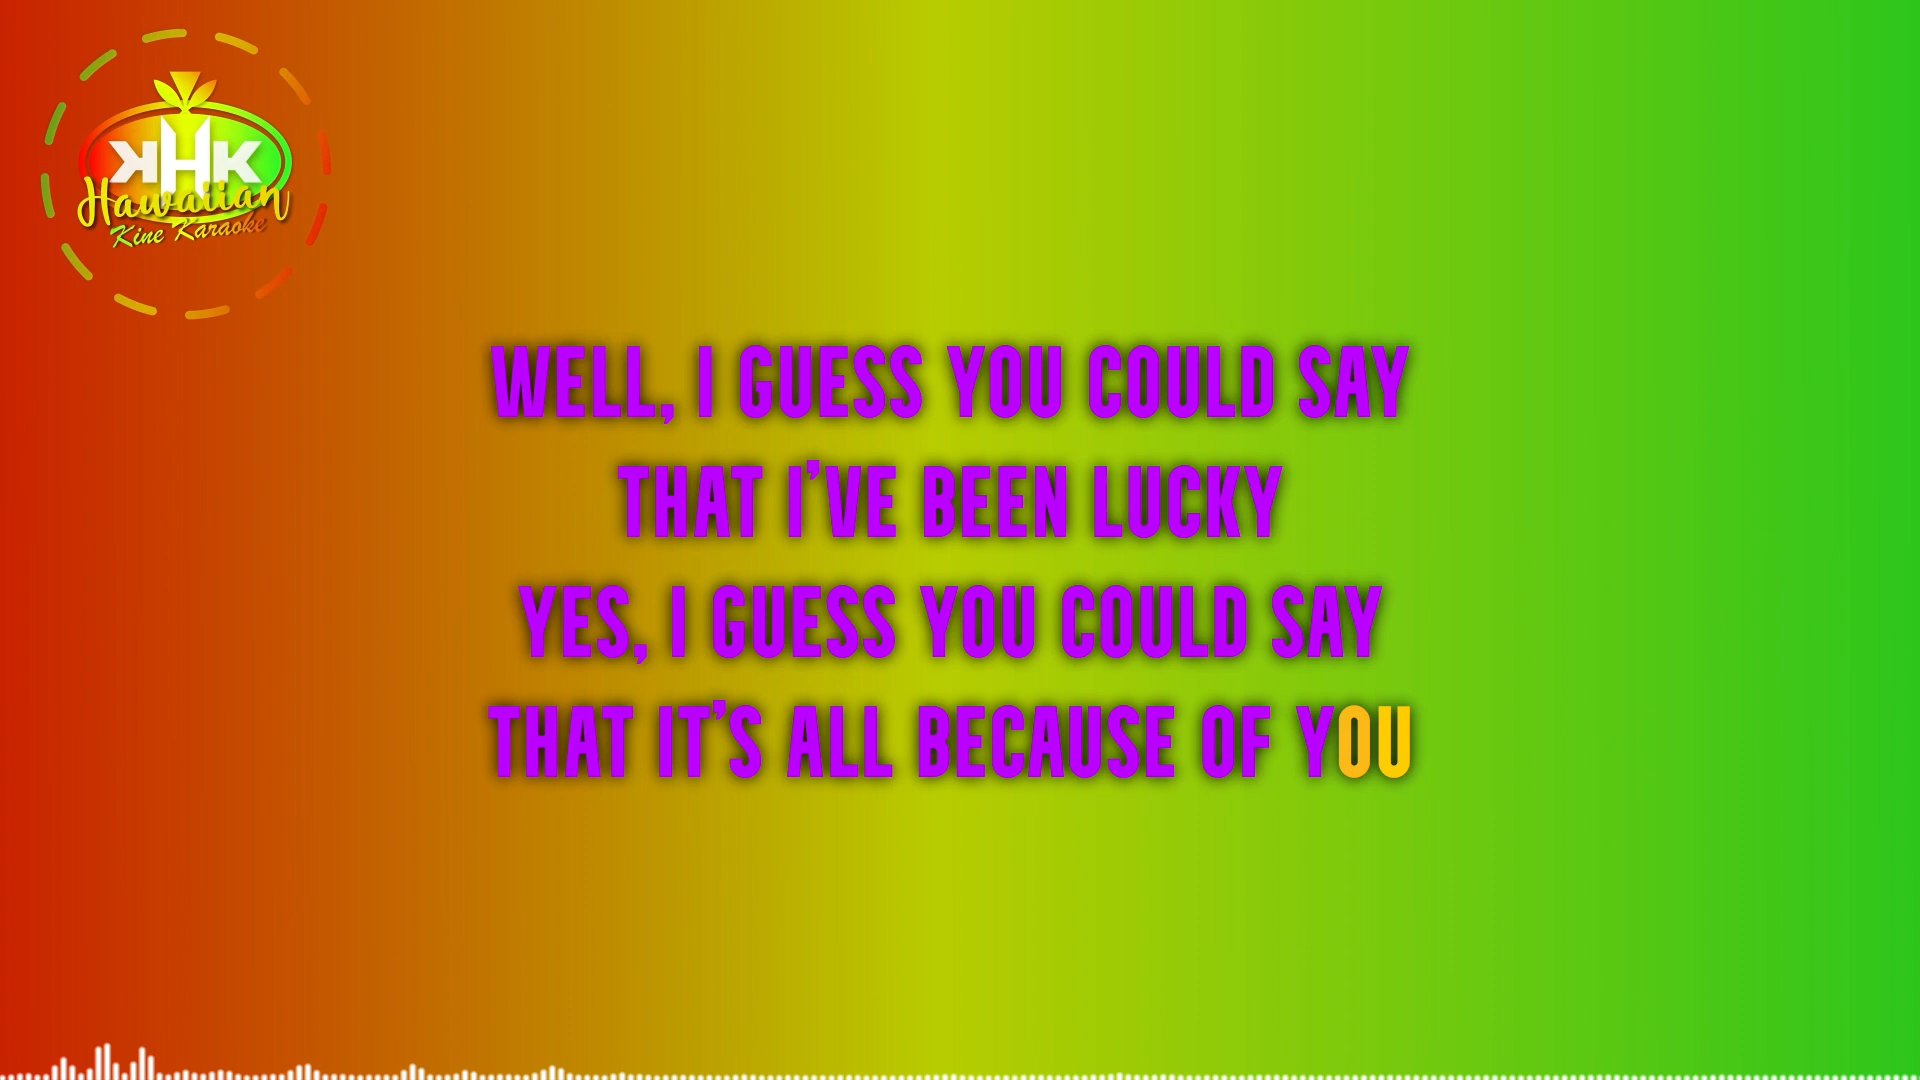 KHK
Hawaiian
Kine Karaoke
WELL, I GUESS YOU COULD SAY
THAT I'VE BEEN LUCKY
YES, I GUESS YOU COULD SAY
THAT IT'S ALL BECAUSE OF YOU